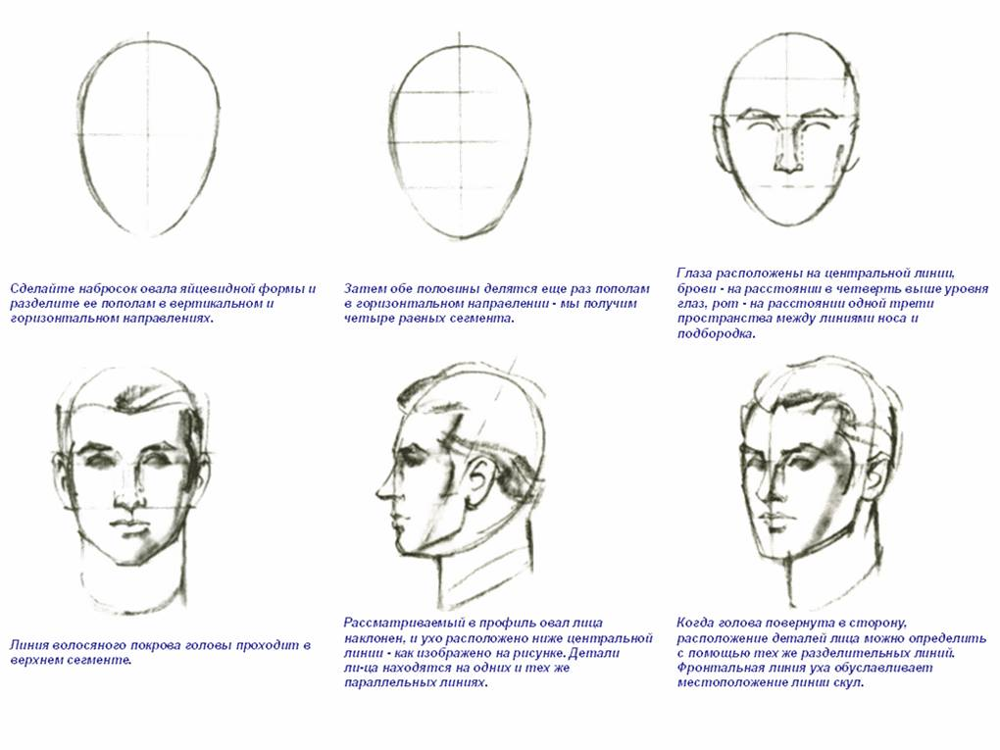 Сделайте набросок овала яйцевидной формы и
разделите ее пополам в вертикальном и
горизонтальном направлениях.
Затем обе половины делятся еще раз пополам
в горизонтальном направлении - мы получим
четыре равных сегмента.
Глаза расположены на центральной линии,
брови - на расстоянии в четверть выше уровня
глаз, рот - на расстоянии одной трети
пространства между линиями носа и
подбородка.
Линия волосяного покрова головы проходит в
верхнем сегменте.
Рассматриваемый в профиль овал лица
наклонен, и ухо расположено ниже центральной
линии - как изображено на рисунке. Детали
ли-ца находятся на одних и тех же
параллельных линиях.
Когда голова повернута в сторону,
расположение деталей лица можно определить
с помощью тех же разделительных линий.
Фронтальная линия уха обуславливает
местоположение линии скул.